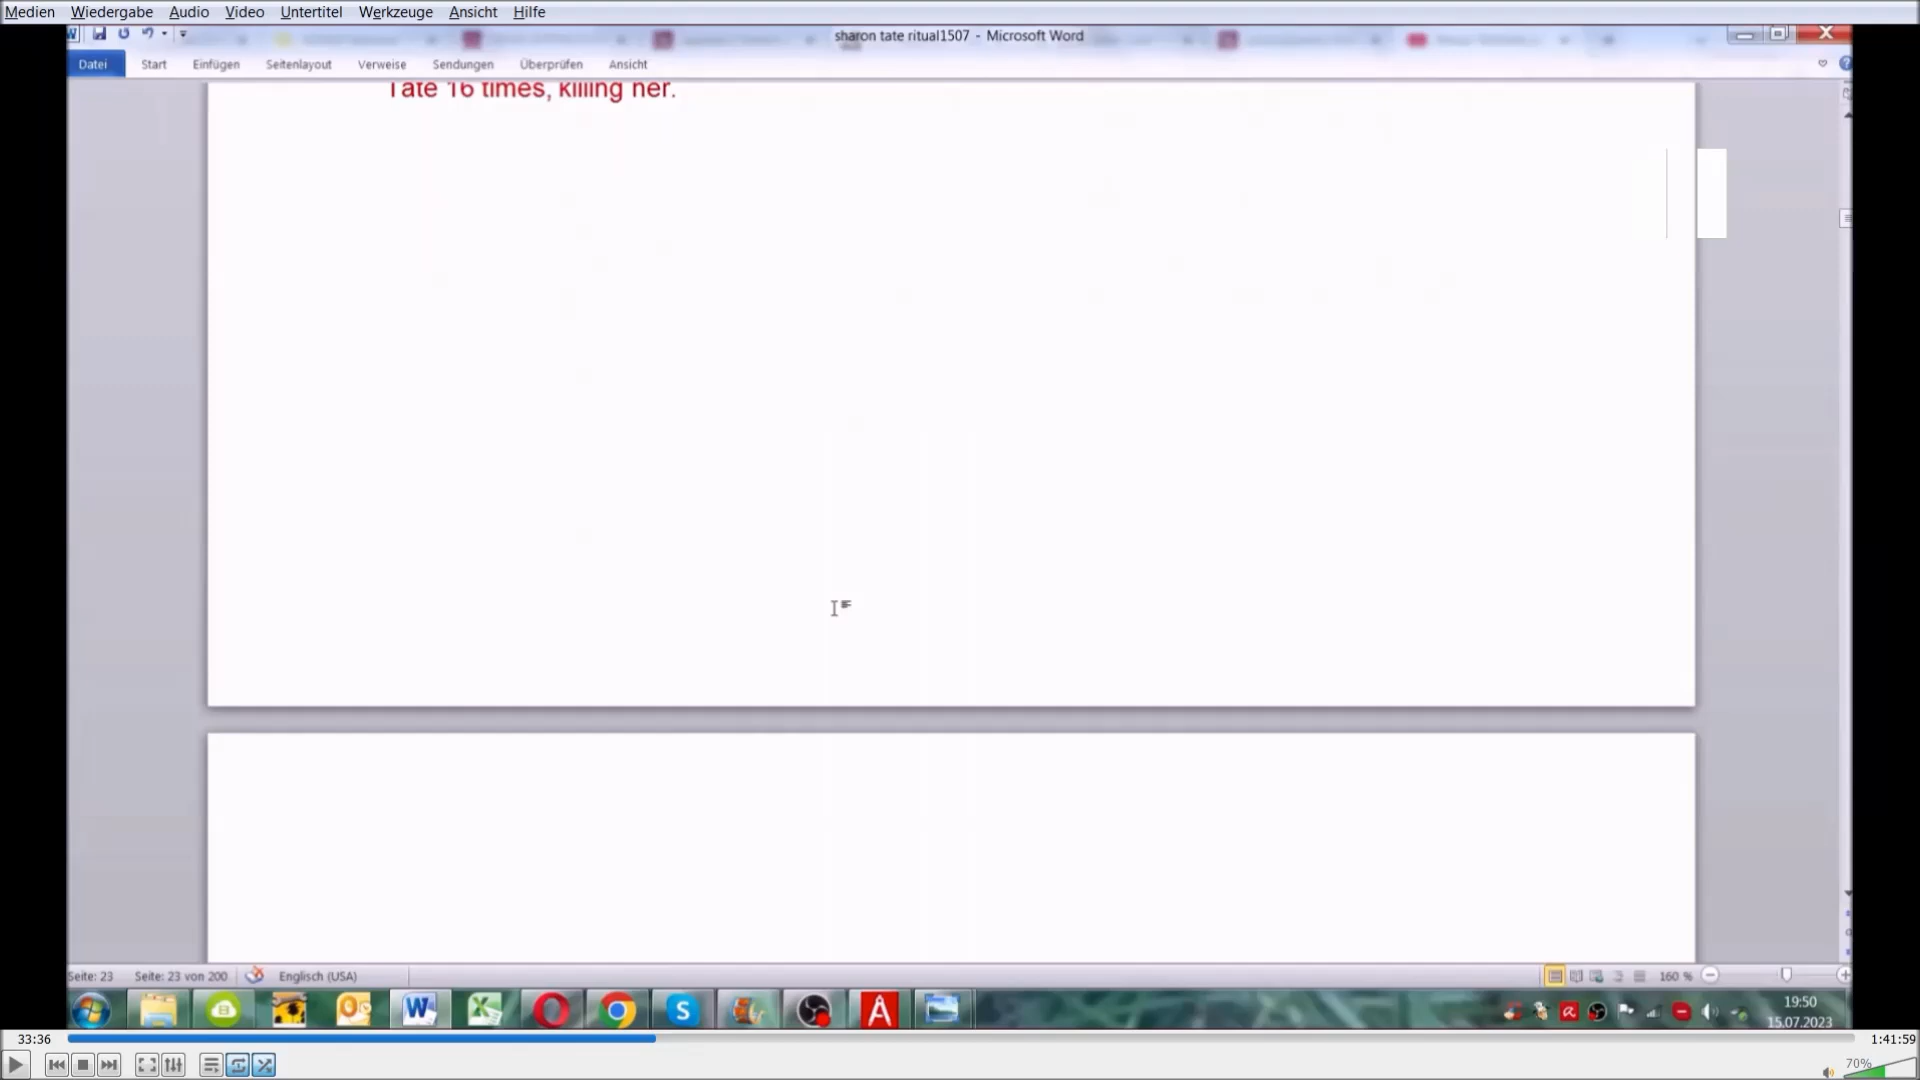 Medien Wiedergabe Audio Video Untertitel Werkzeuge Ansicht Hilfe
sharon tate ritual1507 - Microsoft Word
Datei Start Einfügen Seitenlayout Verweise Sendungen Überprüfen Ansicht
Tate 16 times, killing her.
Seite: 23 Seite: 23 von 200 Englisch (USA) 160 %
19:50
15.07.2023
33:36 1:41:59
70%